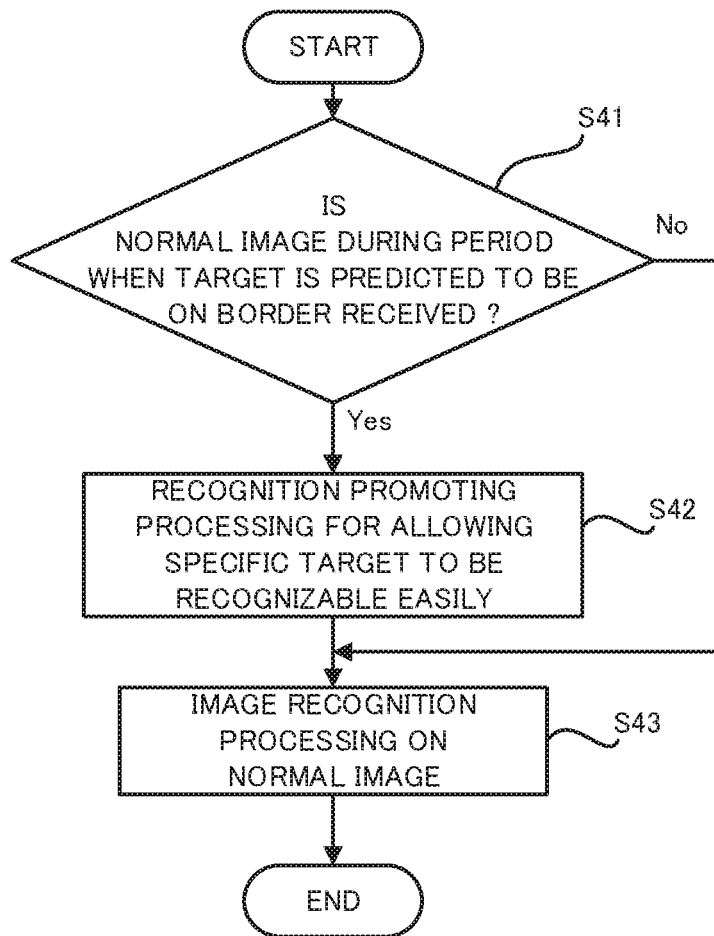 START
S41
IS
NORMAL IMAGE DURING PERIOD
WHEN TARGET IS PREDICTED TO BE
ON BORDER RECEIVED ?
No
Yes
RECOGNITION PROMOTING
PROCESSING FOR ALLOWING
SPECIFIC TARGET TO BE
RECOGNIZABLE EASILY
S42
IMAGE RECOGNITION
PROCESSING ON
NORMAL IMAGE
S43
END